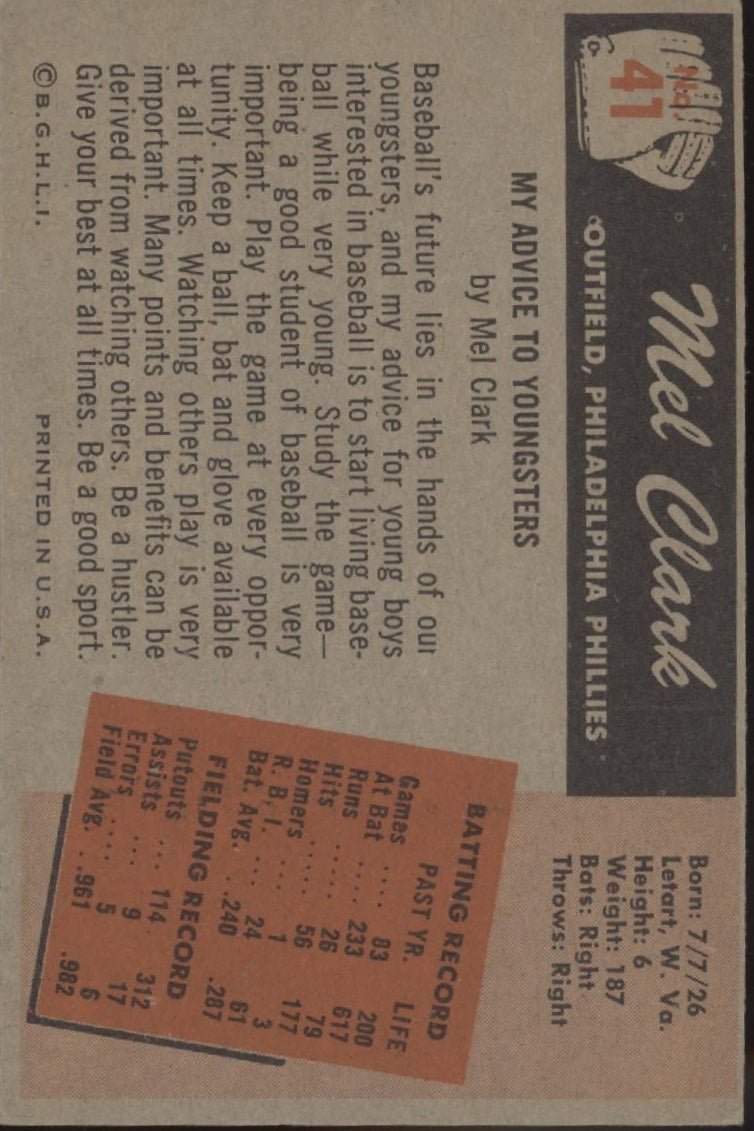 No. 41
Mel Clark
OUTFIELD, PHILADELPHIA PHILLIES
MY ADVICE TO YOUNGSTERS
by Mel Clark
Baseball's future lies in the hands of our
youngsters, and my advice for young boys
interested in baseball is to start living base-
ball while very young. Study the game—
being a good student of baseball is very
important. Play the game at every oppor-
tunity. Keep a ball, bat and glove available
at all times. Watching others play is very
important. Many points and benefits can be
derived from watching others. Be a hustler.
Give your best at all times. Be a good sport.
© B.G.H.L.I. PRINTED IN U.S.A.
Born: 7/7/26
Letart, W. Va.
Height: 6
Weight: 187
Bats: Right
Throws: Right
BATTING RECORD
PAST YR. LIFE
Games .... 83 200
At Bat .... 233 617
Runs ..... 26 79
Hits ..... 56 177
Homers .... 1 3
R. B. I. .... 24 61
Bat. Avg. . .240 .287
FIELDING RECORD
Putouts ... 114 312
Assists .... 9 17
Errors .... 5 6
Field Avg. . .961 .982